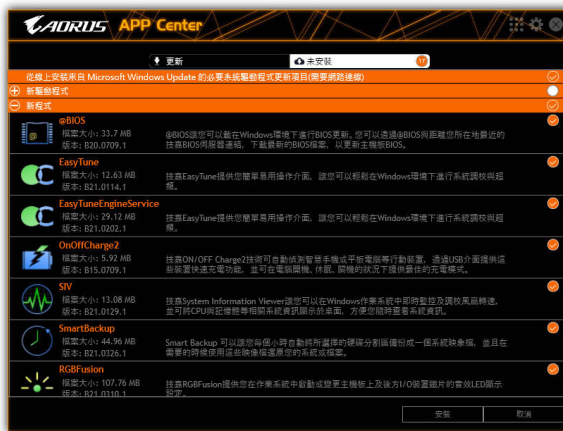 AORUS APP Center
更新
未安裝
17
從線上安裝來自 Microsoft Windows Update 的必要系統驅動程式更新項目(需要網路連線)
新驅動程式
新程式
@BIOS
檔案大小: 33.7 MB
版本: B20.0709.1
@BIOS讓您可以載在Windows環境下進行BIOS更新。您可以透過@BIOS與距離您所在地最近的
技嘉BIOS伺服器連結，下載最新的BIOS檔案，以更新主機板BIOS。
EasyTune
檔案大小: 12.63 MB
版本: B21.0114.1
技嘉EasyTune提供您簡單易用操作介面，讓您可以輕鬆在Windows環境下進行系統調校與超
頻。
EasyTuneEngineService
檔案大小: 29.12 MB
版本: B21.0202.1
技嘉EasyTune提供您簡單易用操作介面，讓您可以輕鬆在Windows環境下進行系統調校與超
頻。
OnOffCharge2
檔案大小: 5.92 MB
版本: B15.0709.1
技嘉ON/OFF Charge2技術可自動偵測智慧手機或平板電腦等行動裝置，透過USB介面提供這
些裝置快速充電功能，並可在電腦開機、休眠、關機的狀況下提供最佳的充電模式。
SIV
檔案大小: 13.08 MB
版本: B21.0129.1
技嘉System Information Viewer讓您可以在Windows作業系統中即時監控及調校風扇轉速，
並可將CPU與記憶體等相關系統資訊顯示於桌面，方便您隨時查看系統資訊。
SmartBackup
檔案大小: 44.96 MB
版本: B21.0326.1
Smart Backup 可以讓您每個小時自動將所選擇的硬碟分割區備份成一個系統映象檔，並且在
需要的時候使用這些映像檔還原您的系統或檔案。
RGBFusion
檔案大小: 107.76 MB
版本: B21.0310.1
技嘉RGBFusion提供您在作業系統中啟動或變更主機板上及後方I/O裝置鐵片的音效LED顯示
設定。
安裝
取消